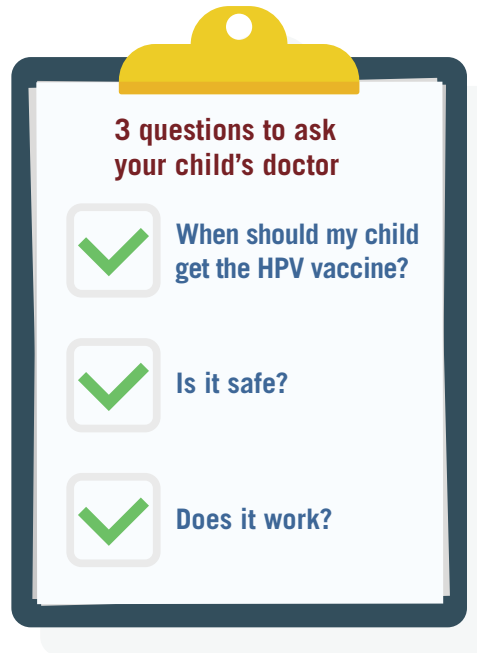 3 questions to ask
your child's doctor
When should my child
get the HPV vaccine?
Is it safe?
Does it work?